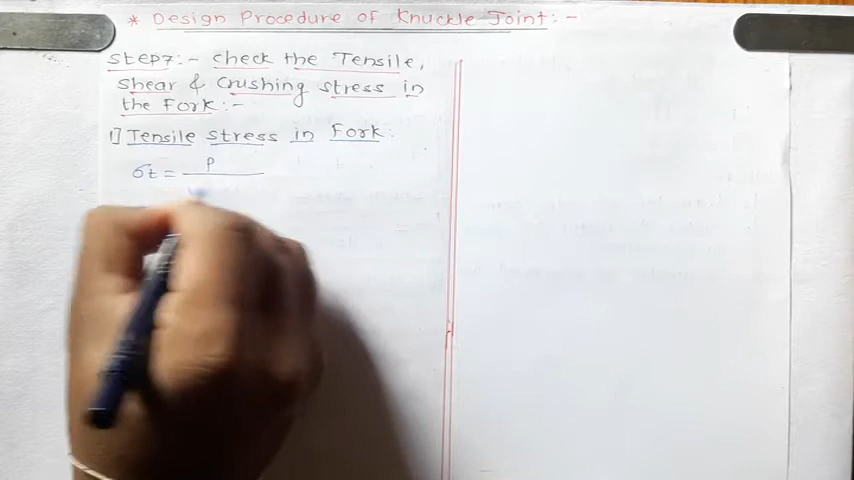 * Design Procedure of Knuckle Joint:-
Step7:- check the Tensile,
Shear & Crushing stress in
the Fork:-
1] Tensile stress in Fork:
σt = P